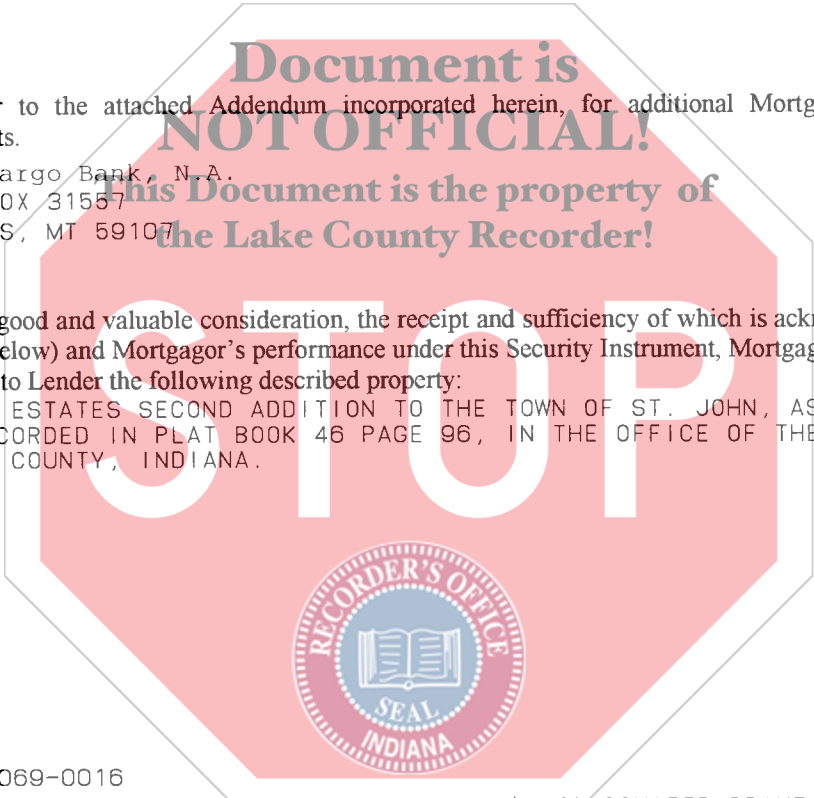 Document is
r to the attached Addendum incorporated herein, for additional Mortg
NOT OFFICIAL!
ts.
argo Bank, N.A.
This Document is the property of
OX 31557
S, MT 59107
the Lake County Recorder!
good and valuable consideration, the receipt and sufficiency of which is ack
elow) and Mortgagor's performance under this Security Instrument, Mortga
to Lender the following described property:
ESTATES SECOND ADDITION TO THE TOWN OF ST. JOHN, AS
CORDED IN PLAT BOOK 46 PAGE 96, IN THE OFFICE OF THE
COUNTY, INDIANA.
STOP
RECORDER'S OFFICE
SEAL
INDIANA
069-0016